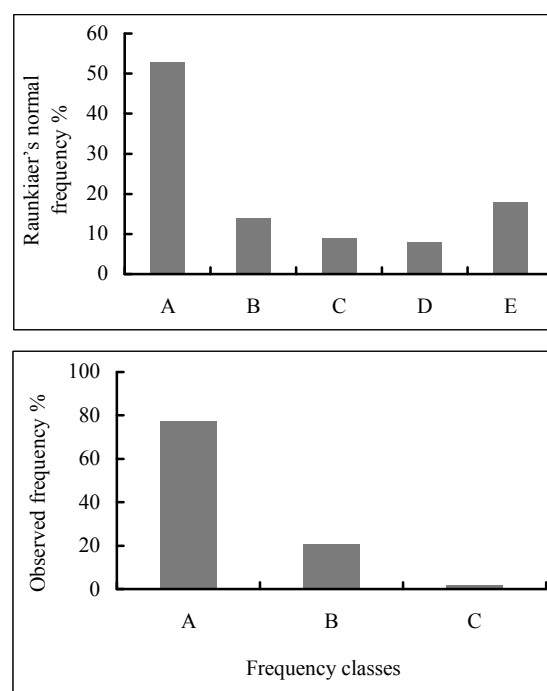 Raunkiaer's normal
frequency %
60
50
40
30
20
10
0
A B C D E
Observed frequency %
100
80
60
40
20
0
A B C
Frequency classes